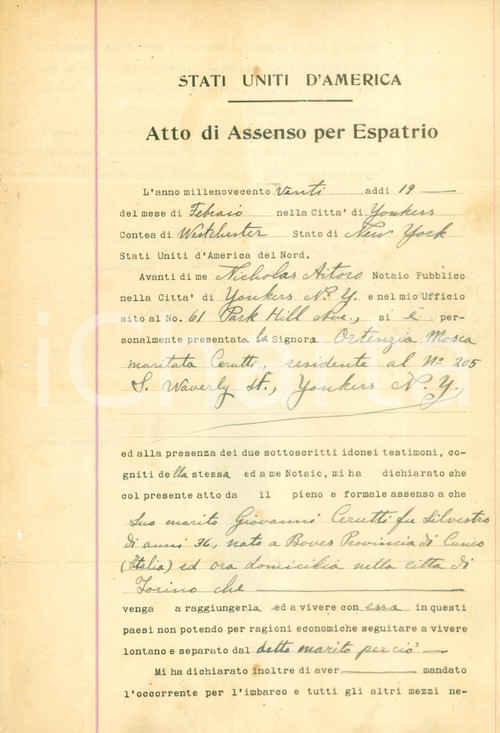 STATI UNITI D'AMERICA
Atto di Assenso per Espatrio
L'anno millenovecento Venti addì 19
del mese di Febraio nella Citta' di Yonkers
Contea di Westchester Stato di New York
Stati Uniti d'America del Nord.
Avanti di me Nicholas Aitoro Notaio Pubblico
nella Citta' di Yonkers N.Y. e nel mio Ufficio
sito al No. 61 Park Hill Ave., si è per-
sonalmente presentata la Signora Ortenzia Mosca
maritata Cerutti, residente al No 205
S. Waverly St., Yonkers N.Y.
ed alla presenza dei due sottoscritti idonei testimoni, co-
gniti della stessa ed a me Notaio, mi ha dichiarato che
col presente atto da il pieno e formale assenso a che
suo marito Giovanni Cerutti fu Silvestro
di anni 36, nato a Boves Provincia di Cuneo
(Italia) ed ora domicilia nella città di
Torino che
venga a raggiungerla ed a vivere con essa in questi
paesi non potendo per ragioni economiche seguitare a vivere
lontano e separato dal detto marito perciò
Mi ha dichiarato inoltre di aver mandato
l'occorrente per l'imbarco e tutti gli altri mezzi ne-